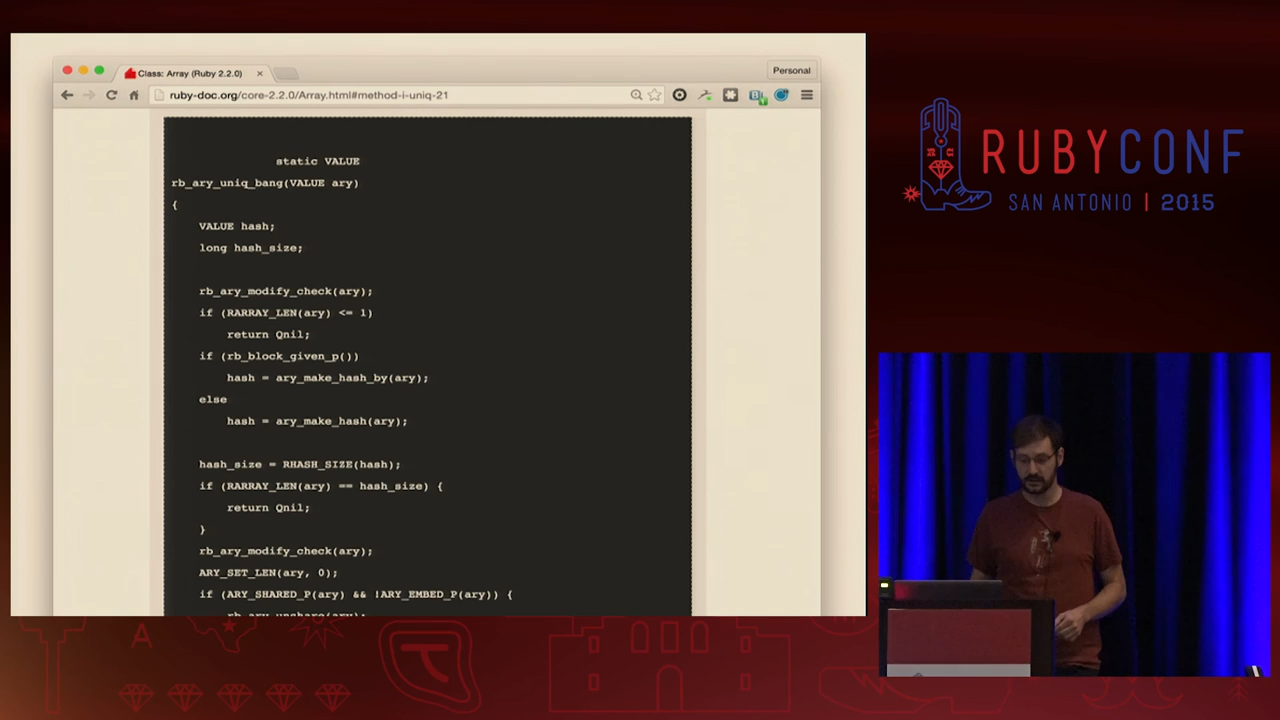 Class: Array (Ruby 2.2.0)
Personal
ruby-doc.org/core-2.2.0/Array.html#method-i-uniq-21
static VALUE
rb_ary_uniq_bang(VALUE ary)
{
VALUE hash;
long hash_size;
rb_ary_modify_check(ary);
if (RARRAY_LEN(ary) <= 1)
return Qnil;
if (rb_block_given_p())
hash = ary_make_hash_by(ary);
else
hash = ary_make_hash(ary);
hash_size = RHASH_SIZE(hash);
if (RARRAY_LEN(ary) == hash_size) {
return Qnil;
}
rb_ary_modify_check(ary);
ARY_SET_LEN(ary, 0);
if (ARY_SHARED_P(ary) && !ARY_EMBED_P(ary)) {
rb_ary_unshare(ary);
RUBYCONF
SAN ANTONIO | 2015